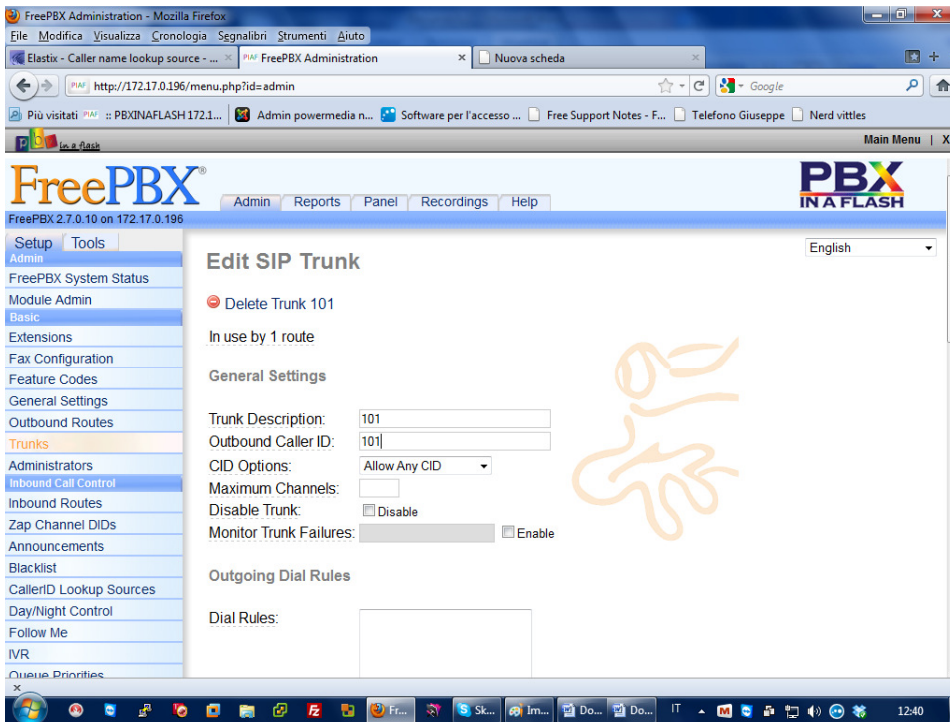 FreePBX Administration - Mozilla Firefox
File Modifica Visualizza Cronologia Segnalibri Strumenti Aiuto
Elastix - Caller name lookup source - ... PIAF FreePBX Administration Nuova scheda
PIAF http://172.17.0.196/menu.php?id=admin Google
Più visitati PIAF :: PBXINAFLASH 172.1... Admin powermedia n... Software per l'accesso ... Free Support Notes - F... Telefono Giuseppe Nerd vittles
pbx in a flash Main Menu | X
FreePBX®
Admin Reports Panel Recordings Help
PBX
IN A FLASH
FreePBX 2.7.0.10 on 172.17.0.196
Setup Tools
English
Admin
FreePBX System Status
Module Admin
Basic
Extensions
Fax Configuration
Feature Codes
General Settings
Outbound Routes
Trunks
Administrators
Inbound Call Control
Inbound Routes
Zap Channel DIDs
Announcements
Blacklist
CallerID Lookup Sources
Day/Night Control
Follow Me
IVR
Queue Priorities
Edit SIP Trunk
Delete Trunk 101
In use by 1 route
General Settings
Trunk Description: 101
Outbound Caller ID: 101
CID Options: Allow Any CID
Maximum Channels:
Disable Trunk: Disable
Monitor Trunk Failures: Enable
Outgoing Dial Rules
Dial Rules:
x
Fr... Sk... Im... Do... Do... IT 12:40